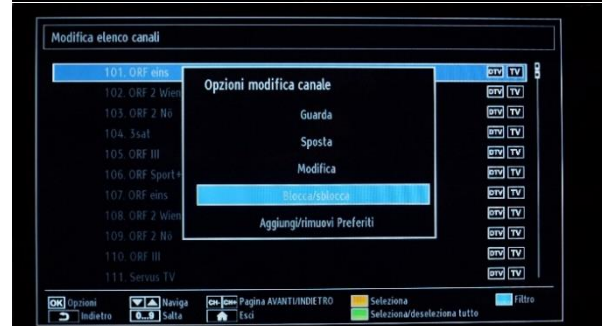 Modifica elenco canali
101. ORF eins DTV TV
102. ORF 2 Wien DTV TV
103. ORF 2 Nö DTV TV
104. 3sat DTV TV
105. ORF III DTV TV
106. ORF Sport+ DTV TV
107. ORF eins DTV TV
108. ORF 2 Wien DTV TV
109. ORF 2 Nö DTV TV
110. ORF III DTV TV
111. Servus TV DTV TV
Opzioni modifica canale
Guarda
Sposta
Modifica
Blocca/sblocca
Aggiungi/rimuovi Preferiti
OK Opzioni Naviga CH- CH+ Pagina AVANTI/INDIETRO Seleziona Filtro
Indietro 0...9 Salta Esci Seleziona/deseleziona tutto